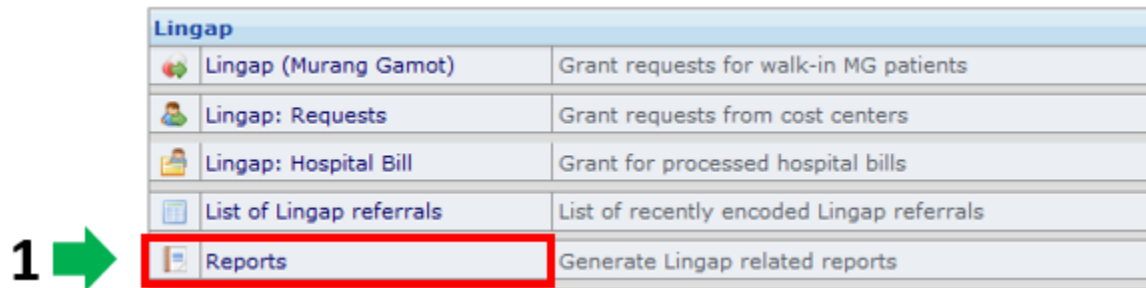 Lingap
Lingap (Murang Gamot) Grant requests for walk-in MG patients
Lingap: Requests Grant requests from cost centers
Lingap: Hospital Bill Grant for processed hospital bills
List of Lingap referrals List of recently encoded Lingap referrals
1 Reports Generate Lingap related reports